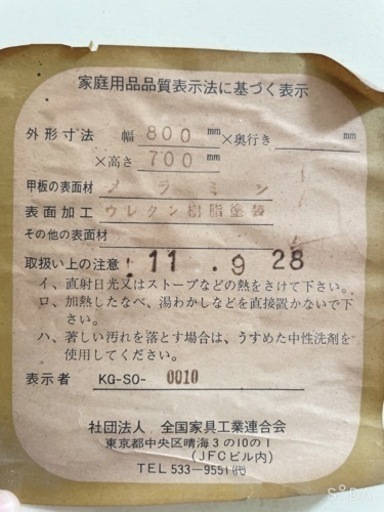 家庭用品品質表示法に基づく表示
外形寸法 幅 800 mm ×奥行き mm
×高さ 700 mm
甲板の表面材 メラミン
表面加工 ウレタン樹脂塗装
その他の表面材
取扱い上の注意 11.9 28
イ、直射日光又はストーブなどの熱をさけて下さい。
ロ、加熱したなべ、湯わかしなどを直接置かないで下さい。
さい。
ハ、著しい汚れを落とす場合は、うすめた中性洗剤を
使用してください。
表示者 KG-SO- 0010
社団法人 全国家具工業連合会
東京都中央区晴海3の10の1
(JFCビル内)
TEL 533-9551㈹